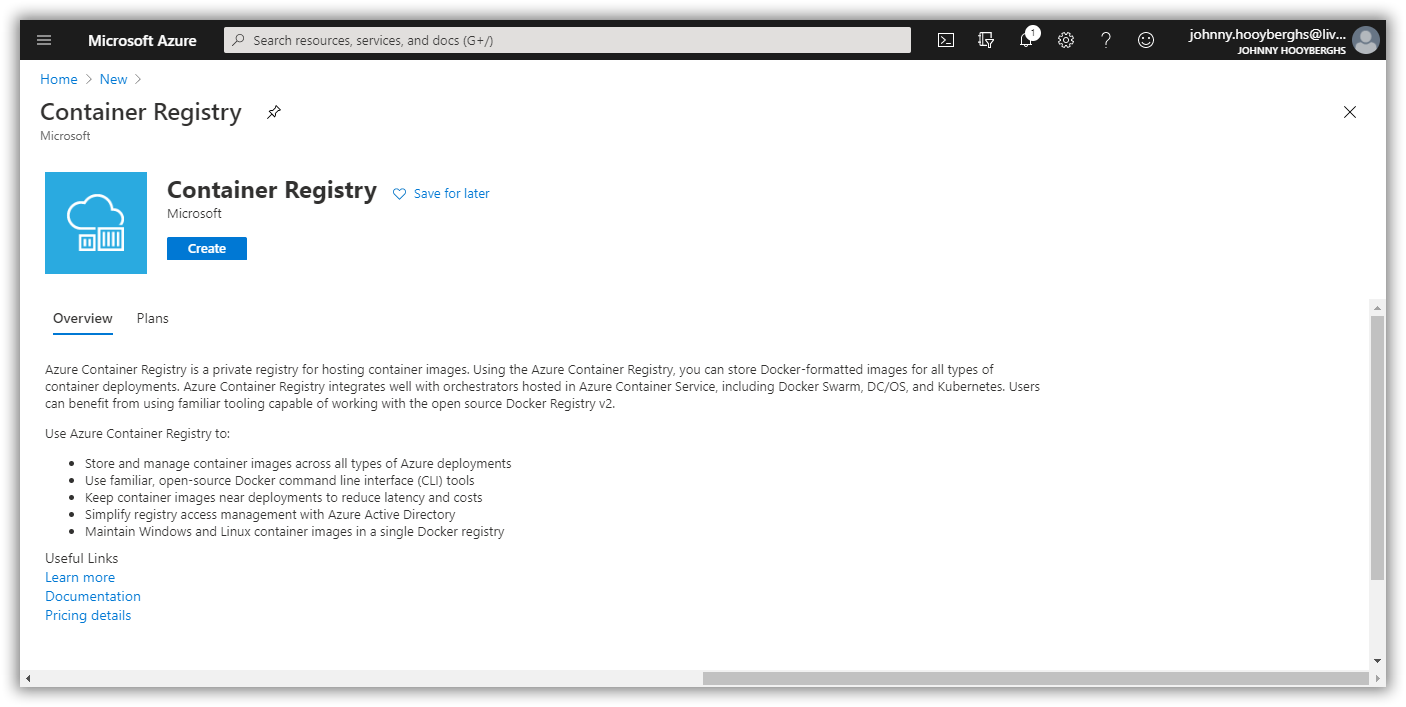 Microsoft Azure
Search resources, services, and docs (G+/)
1
johnny.hooyberghs@liv...
JOHNNY HOOYBERGHS
Home > New >
Container Registry
Microsoft
Container Registry
Save for later
Microsoft
Create
Overview Plans
Azure Container Registry is a private registry for hosting container images. Using the Azure Container Registry, you can store Docker-formatted images for all types of
container deployments. Azure Container Registry integrates well with orchestrators hosted in Azure Container Service, including Docker Swarm, DC/OS, and Kubernetes. Users
can benefit from using familiar tooling capable of working with the open source Docker Registry v2.
Use Azure Container Registry to:
• Store and manage container images across all types of Azure deployments
• Use familiar, open-source Docker command line interface (CLI) tools
• Keep container images near deployments to reduce latency and costs
• Simplify registry access management with Azure Active Directory
• Maintain Windows and Linux container images in a single Docker registry
Useful Links
Learn more
Documentation
Pricing details